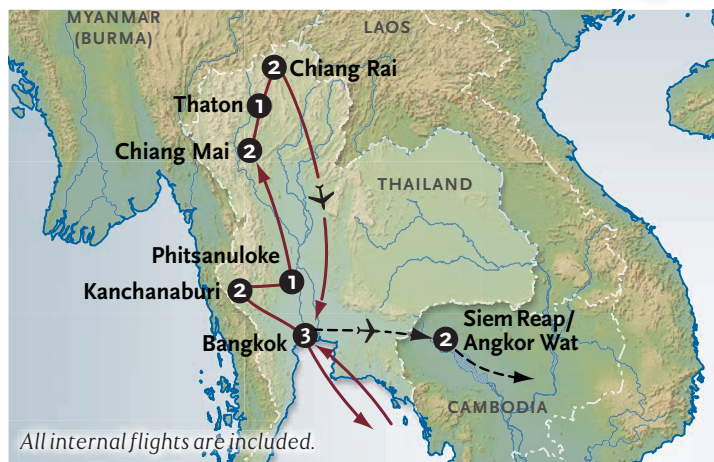 MYANMAR
(BURMA)
LAOS
2 Chiang Rai
Thaton 1
Chiang Mai 2
THAILAND
Phitsanuloke
1
Kanchanaburi 2
Siem Reap/
Angkor Wat
2
Bangkok 3
CAMBODIA
All internal flights are included.